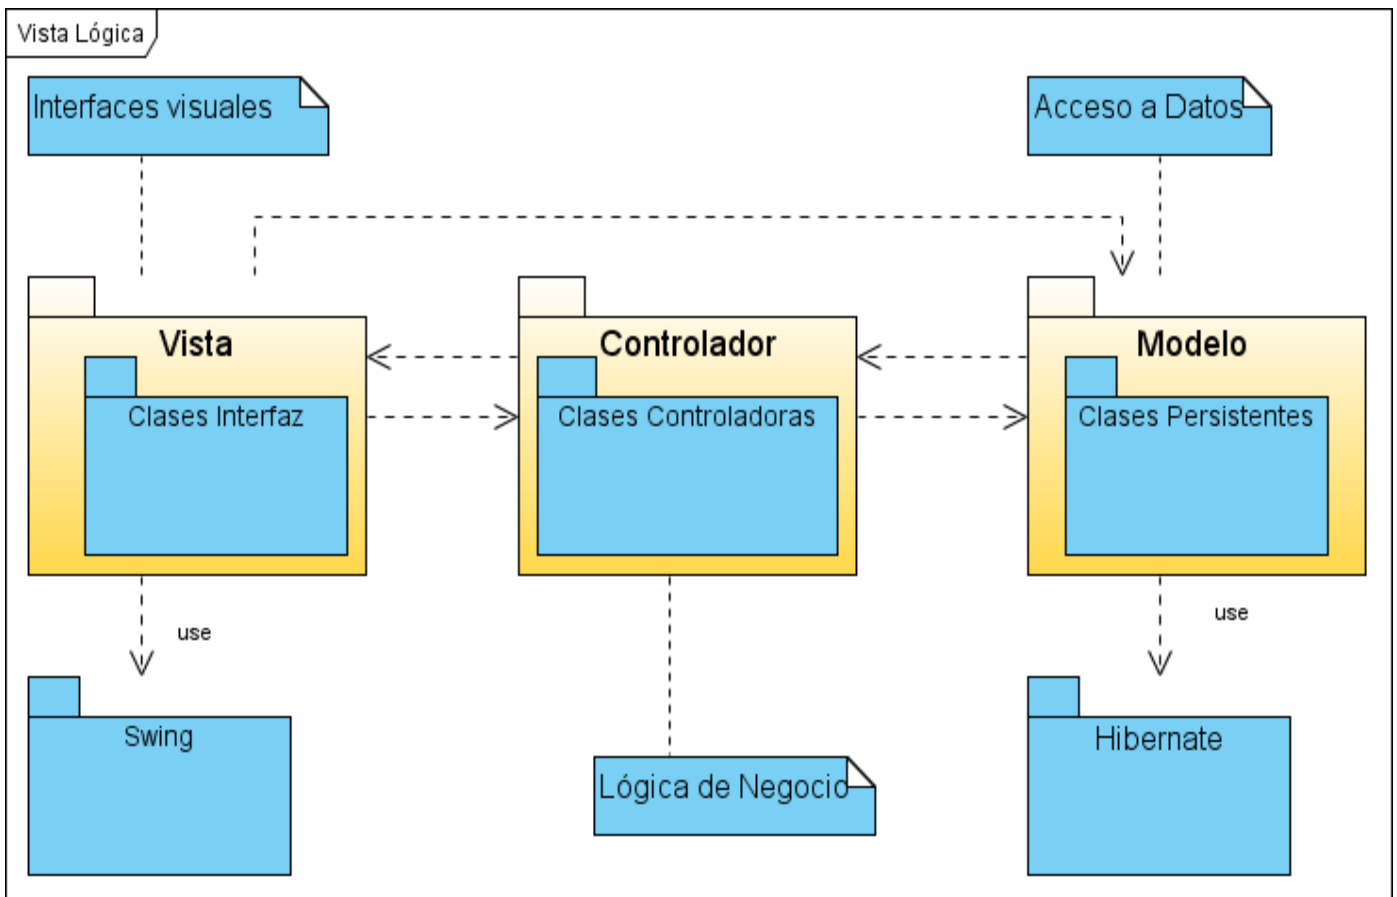 Vista Lógica
Interfaces visuales
Acceso a Datos
Vista
Controlador
Modelo
Clases Interfaz
Clases Controladoras
Clases Persistentes
use
use
Swing
Hibernate
Lógica de Negocio